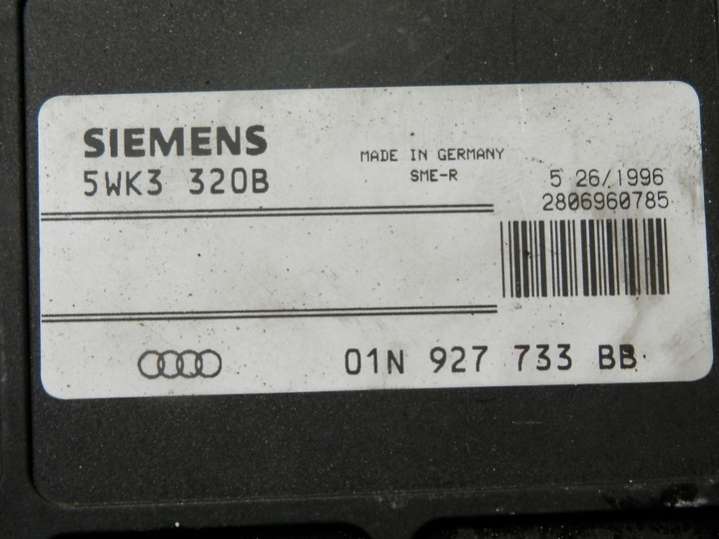 SIEMENS
5WK3 320B
MADE IN GERMANY
SME-R
5 26/1996
2806960785
01N 927 733 BB